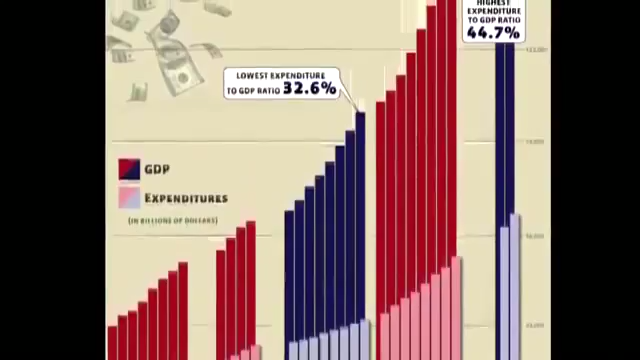 HIGHEST
EXPENDITURE
TO GDP RATIO
44.7%
LOWEST EXPENDITURE
TO GDP RATIO 32.6%
GDP
EXPENDITURES
(IN BILLIONS OF DOLLARS)